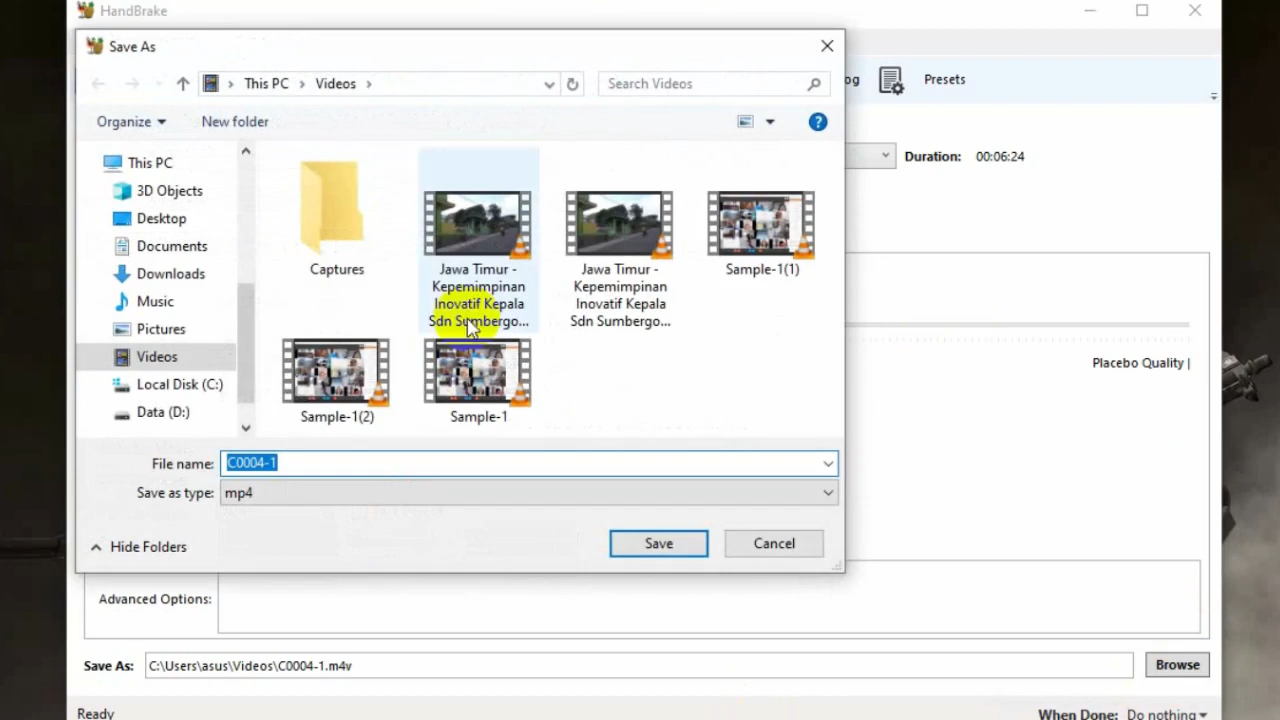 HandBrake
Save As
This PC
Videos
Search Videos
og
Presets
Organize
New folder
Duration: 00:06:24
This PC
3D Objects
Desktop
Documents
Downloads
Music
Pictures
Videos
Local Disk (C:)
Data (D:)
Captures
Jawa Timur -
Kepemimpinan
Inovatif Kepala
Sdn Sumbergo...
Jawa Timur -
Kepemimpinan
Inovatif Kepala
Sdn Sumbergo...
Sample-1(1)
Sample-1(2)
Sample-1
Placebo Quality |
File name: C0004-1
Save as type: mp4
Hide Folders
Save
Cancel
Advanced Options:
Save As: C:\Users\asus\Videos\C0004-1.m4v
Browse
Ready
When Done: Do nothing